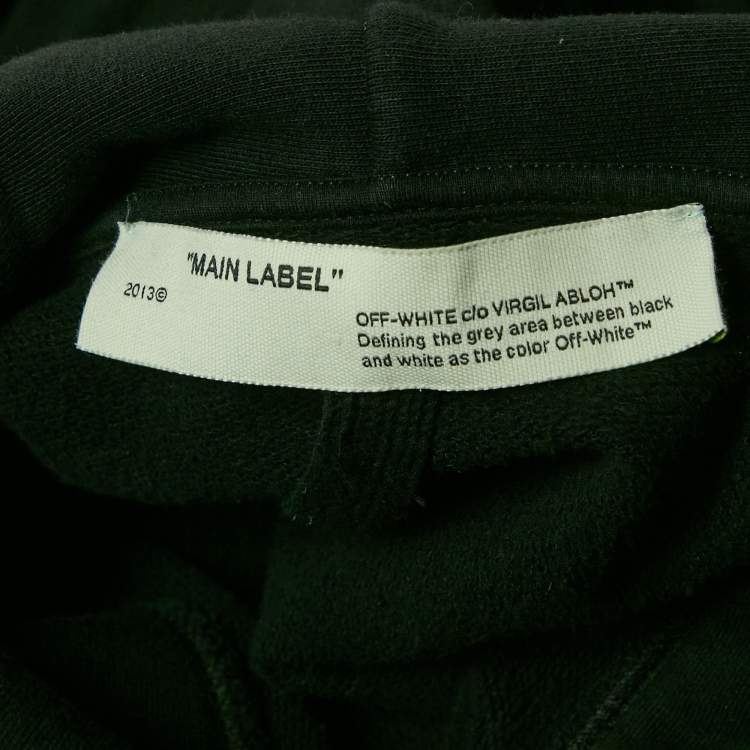 "MAIN LABEL"
2013©
OFF-WHITE c/o VIRGIL ABLOH™
Defining the grey area between black
and white as the color Off-White™